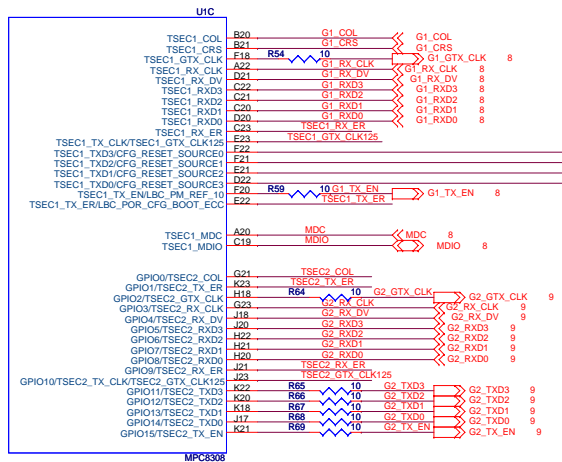 U1C
TSEC1_COL B20 G1_COL G1_COL
TSEC1_CRS B21 G1_CRS G1_CRS
TSEC1_GTX_CLK F18 R54 10 G1_GTX_CLK 8
TSEC1_RX_CLK A22 G1_RX_CLK G1_RX_CLK 8
TSEC1_RX_DV D21 G1_RX_DV G1_RX_DV 8
TSEC1_RXD3 C22 G1_RXD3 G1_RXD3 8
TSEC1_RXD2 C21 G1_RXD2 G1_RXD2 8
TSEC1_RXD1 C20 G1_RXD1 G1_RXD1 8
TSEC1_RXD0 D20 G1_RXD0 G1_RXD0 8
TSEC1_RX_ER C23 TSEC1_RX_ER
TSEC1_TX_CLK/TSEC1_GTX_CLK125 E23 TSEC1_GTX_CLK125
TSEC1_TXD3/CFG_RESET_SOURCE0 F22
TSEC1_TXD2/CFG_RESET_SOURCE1 F21
TSEC1_TXD1/CFG_RESET_SOURCE2 E21
TSEC1_TXD0/CFG_RESET_SOURCE3 D22
TSEC1_TX_EN/LBC_PM_REF_10 F20 R59 10 G1_TX_EN G1_TX_EN 8
TSEC1_TX_ER/LBC_POR_CFG_BOOT_ECC E22 TSEC1_TX_ER
TSEC1_MDC A20 MDC MDC 8
TSEC1_MDIO C19 MDIO MDIO 8
GPIO0/TSEC2_COL G21 TSEC2_COL
GPIO1/TSEC2_TX_ER K23 TSEC2_TX_ER
GPIO2/TSEC2_GTX_CLK H18 R64 10 G2_GTX_CLK G2_GTX_CLK 9
GPIO3/TSEC2_RX_CLK G23 G2_RX_CLK G2_RX_CLK 9
GPIO4/TSEC2_RX_DV J18 G2_RX_DV G2_RX_DV 9
GPIO5/TSEC2_RXD3 J20 G2_RXD3 G2_RXD3 9
GPIO6/TSEC2_RXD2 H22 G2_RXD2 G2_RXD2 9
GPIO7/TSEC2_RXD1 H21 G2_RXD1 G2_RXD1 9
GPIO8/TSEC2_RXD0 H20 G2_RXD0 G2_RXD0 9
GPIO9/TSEC2_RX_ER J21 TSEC2_RX_ER
GPIO10/TSEC2_TX_CLK/TSEC2_GTX_CLK125 J23 TSEC2_GTX_CLK125
GPIO11/TSEC2_TXD3 K22 R65 10 G2_TXD3 G2_TXD3 9
GPIO12/TSEC2_TXD2 K20 R66 10 G2_TXD2 G2_TXD2 9
GPIO13/TSEC2_TXD1 K18 R67 10 G2_TXD1 G2_TXD1 9
GPIO14/TSEC2_TXD0 J17 R68 10 G2_TXD0 G2_TXD0 9
GPIO15/TSEC2_TX_EN K21 R69 10 G2_TX_EN G2_TX_EN 9
MPC8308